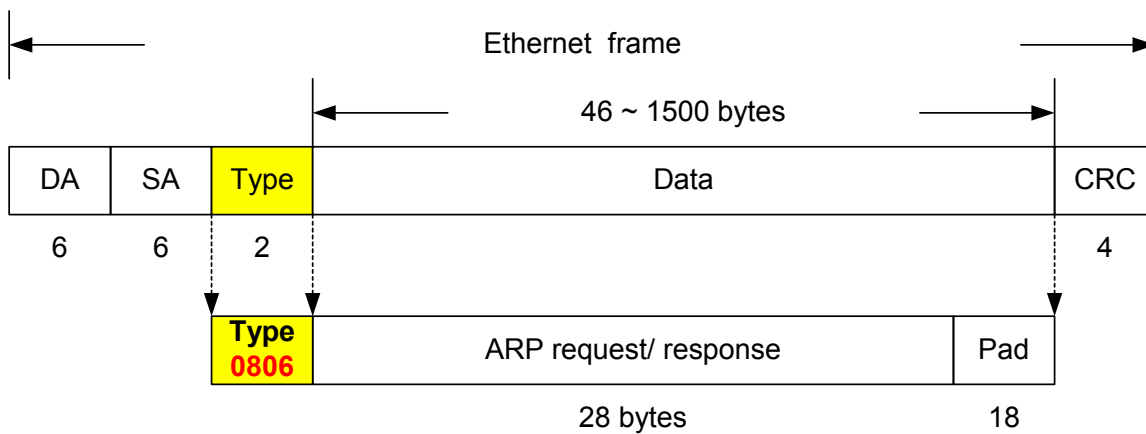 Ethernet frame
46 ~ 1500 bytes
DA SA Type Data CRC
6 6 2 4
Type
0806
ARP request/ response Pad
28 bytes 18